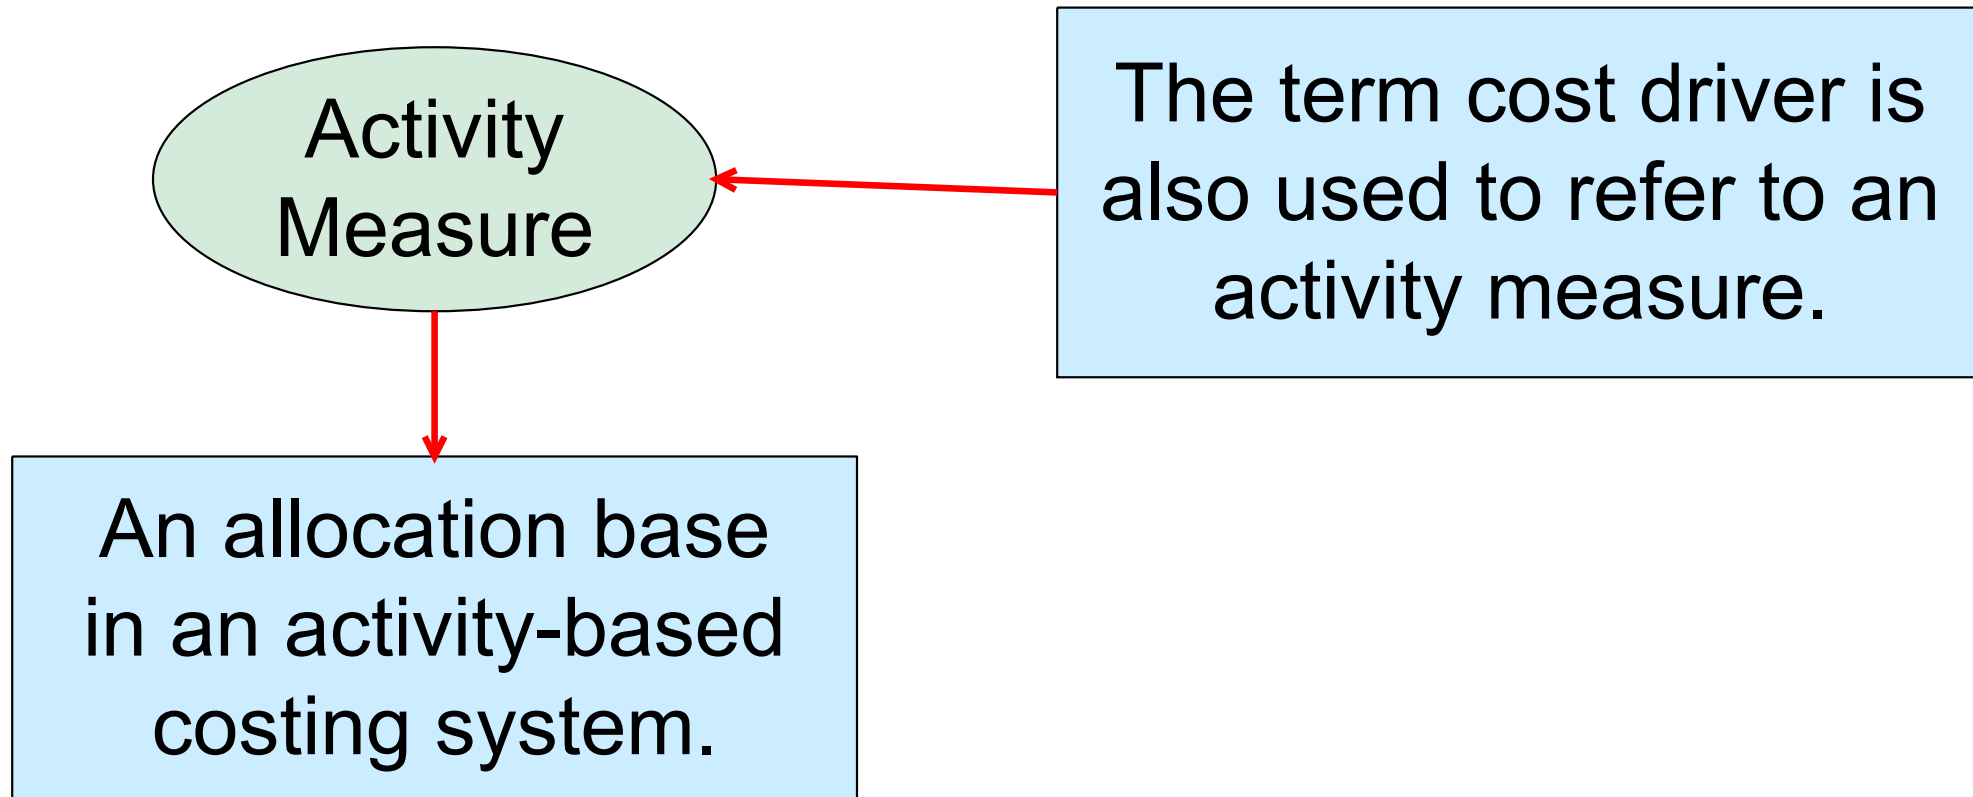 Activity
Measure
The term cost driver is
also used to refer to an
activity measure.
An allocation base
in an activity-based
costing system.